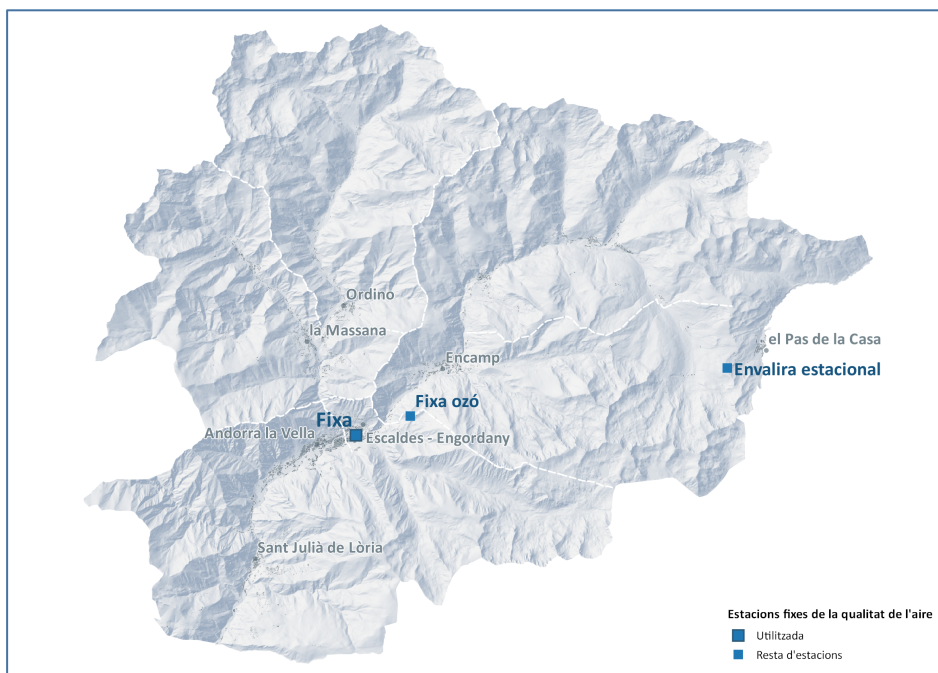 Ordino
la Massana
el Pas de la Casa
Encamp
Envalira estacional
Fixa ozó
Fixa
Andorra la Vella
Escaldes - Engordany
Sant Julià de Lòria
Estacions fixes de la qualitat de l'aire
Utilitzada
Resta d'estacions